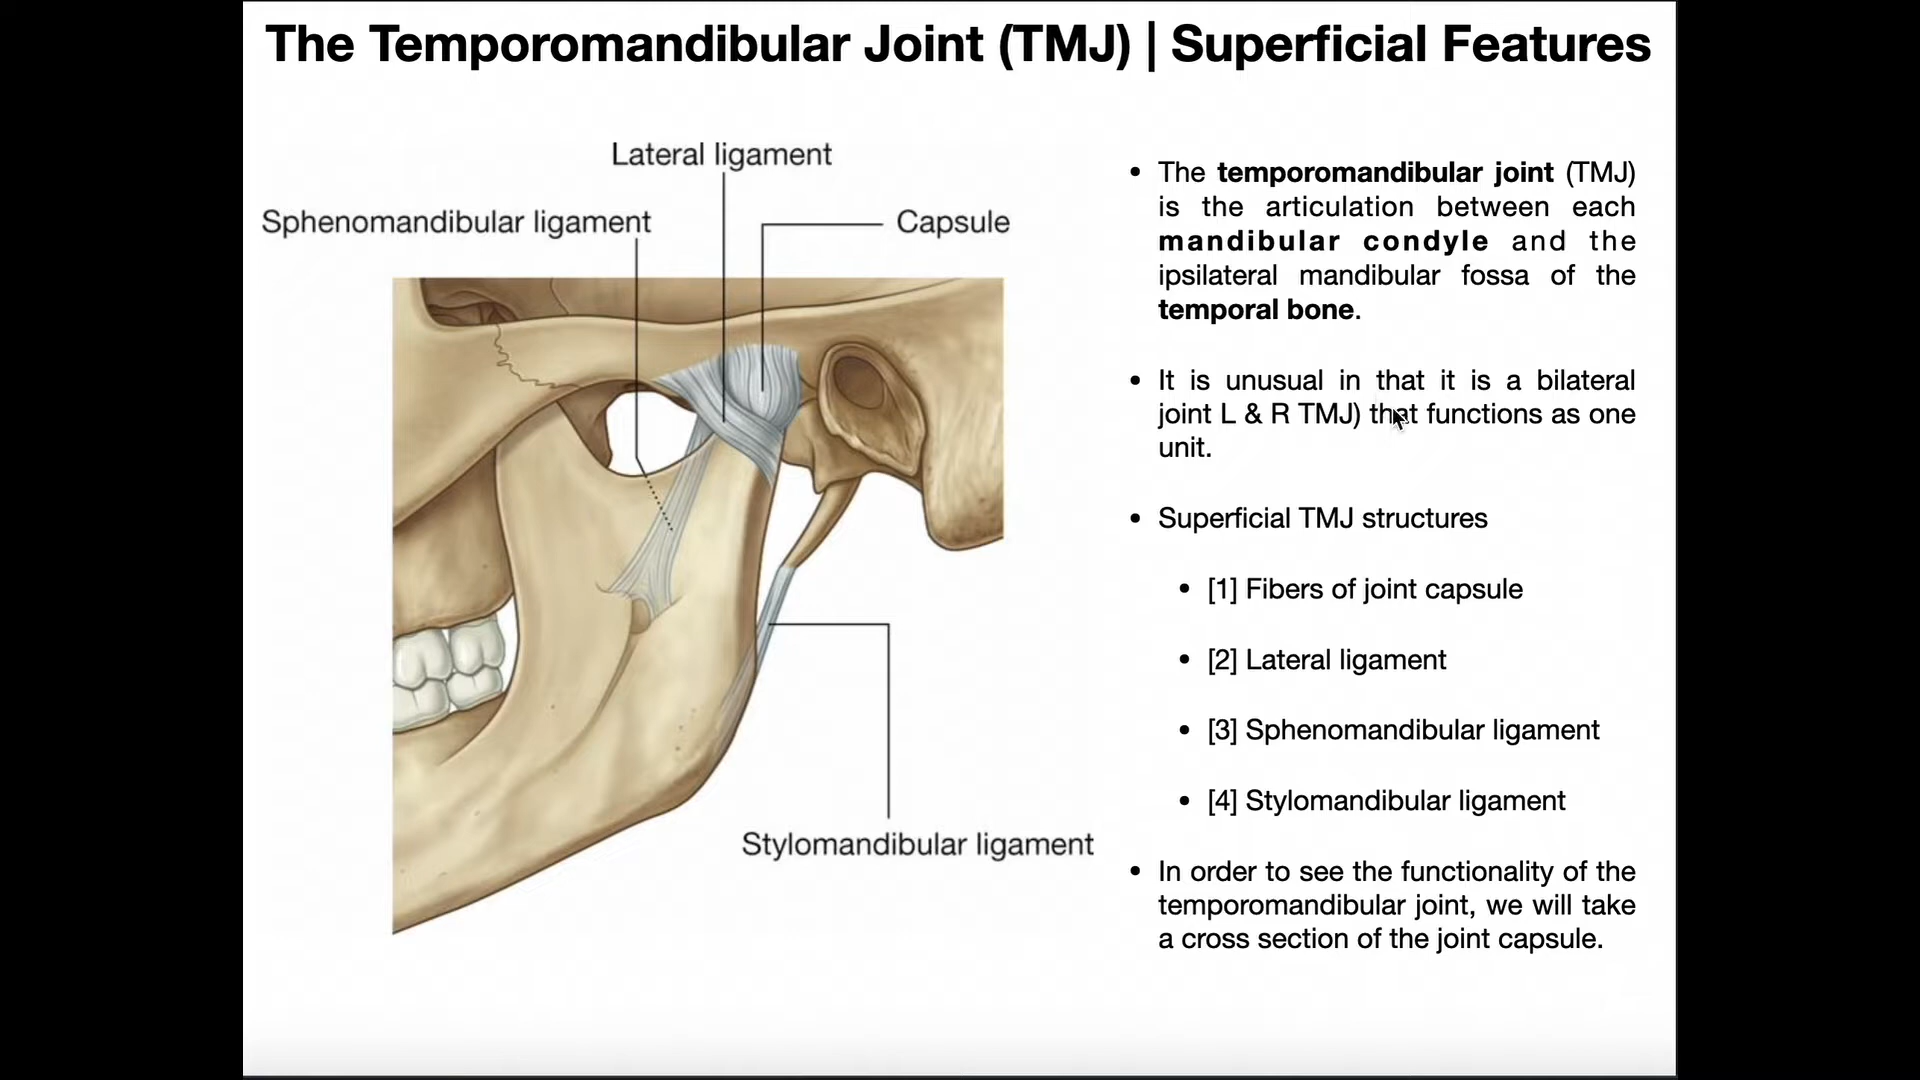 The Temporomandibular Joint (TMJ) | Superficial Features
Lateral ligament
Sphenomandibular ligament
Capsule
Stylomandibular ligament
• The temporomandibular joint (TMJ)
is the articulation between each
mandibular condyle and the
ipsilateral mandibular fossa of the
temporal bone.
• It is unusual in that it is a bilateral
joint L & R TMJ) that functions as one
unit.
• Superficial TMJ structures
• [1] Fibers of joint capsule
• [2] Lateral ligament
• [3] Sphenomandibular ligament
• [4] Stylomandibular ligament
• In order to see the functionality of the
temporomandibular joint, we will take
a cross section of the joint capsule.